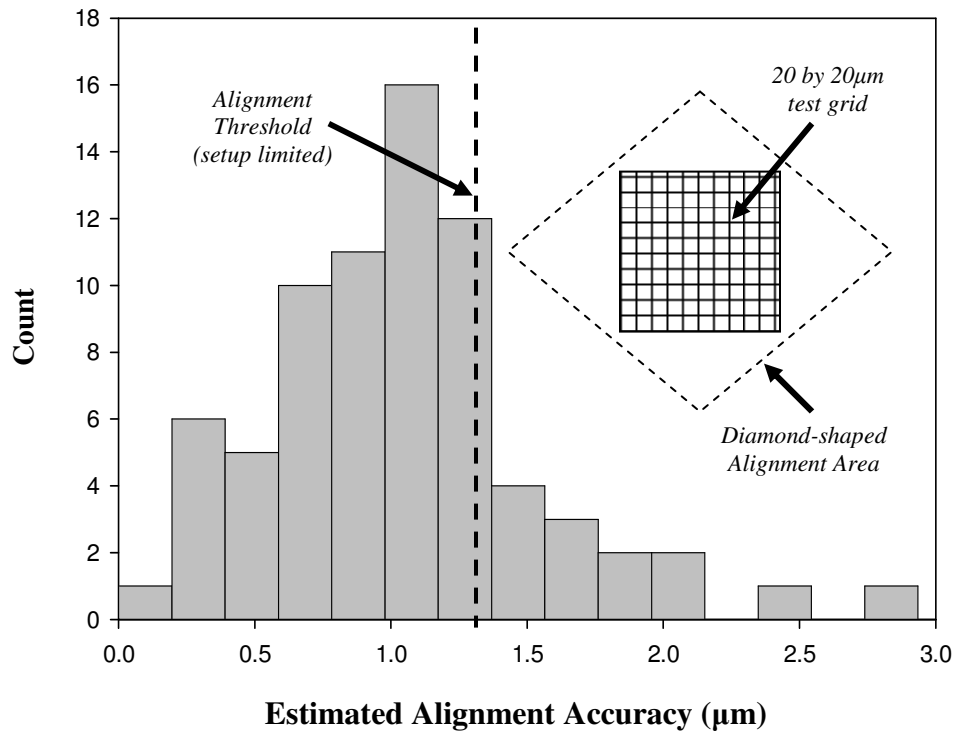 18
16
14
12
10
8
6
4
2
0
Count
Alignment
Threshold
(setup limited)
20 by 20µm
test grid
Diamond-shaped
Alignment Area
0.0 0.5 1.0 1.5 2.0 2.5 3.0
Estimated Alignment Accuracy (µm)